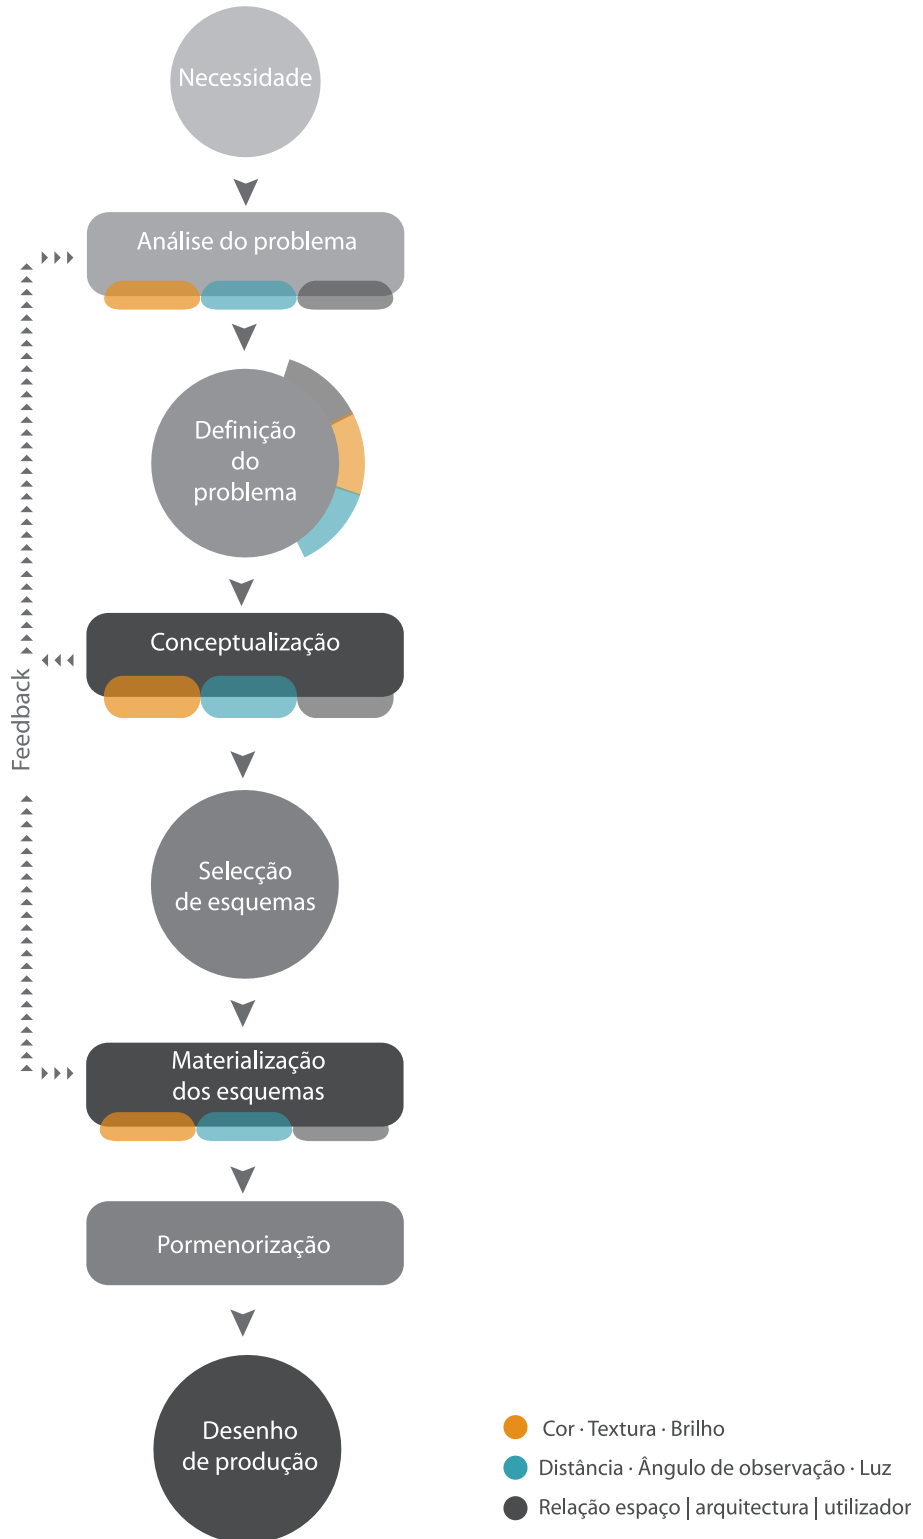 Necessidade
Análise do problema
Definição
do
problema
Conceptualização
Feedback
Selecção
de esquemas
Materialização
dos esquemas
Pormenorização
Desenho
de produção
Cor · Textura · Brilho
Distância · Ângulo de observação · Luz
Relação espaço | arquitectura | utilizador